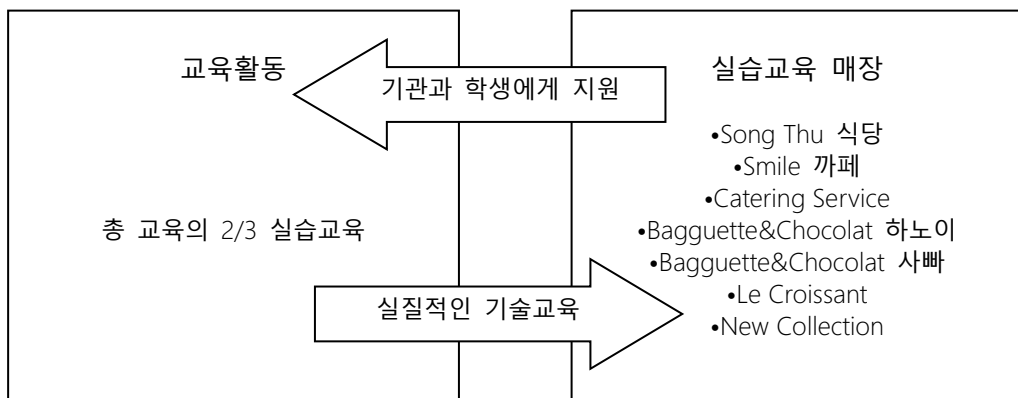 교육활동
기관과 학생에게 지원
총 교육의 2/3 실습교육
실질적인 기술교육
실습교육 매장
•Song Thu 식당
•Smile 까페
•Catering Service
•Bagguette&Chocolat 하노이
•Bagguette&Chocolat 사빠
•Le Croissant
•New Collection